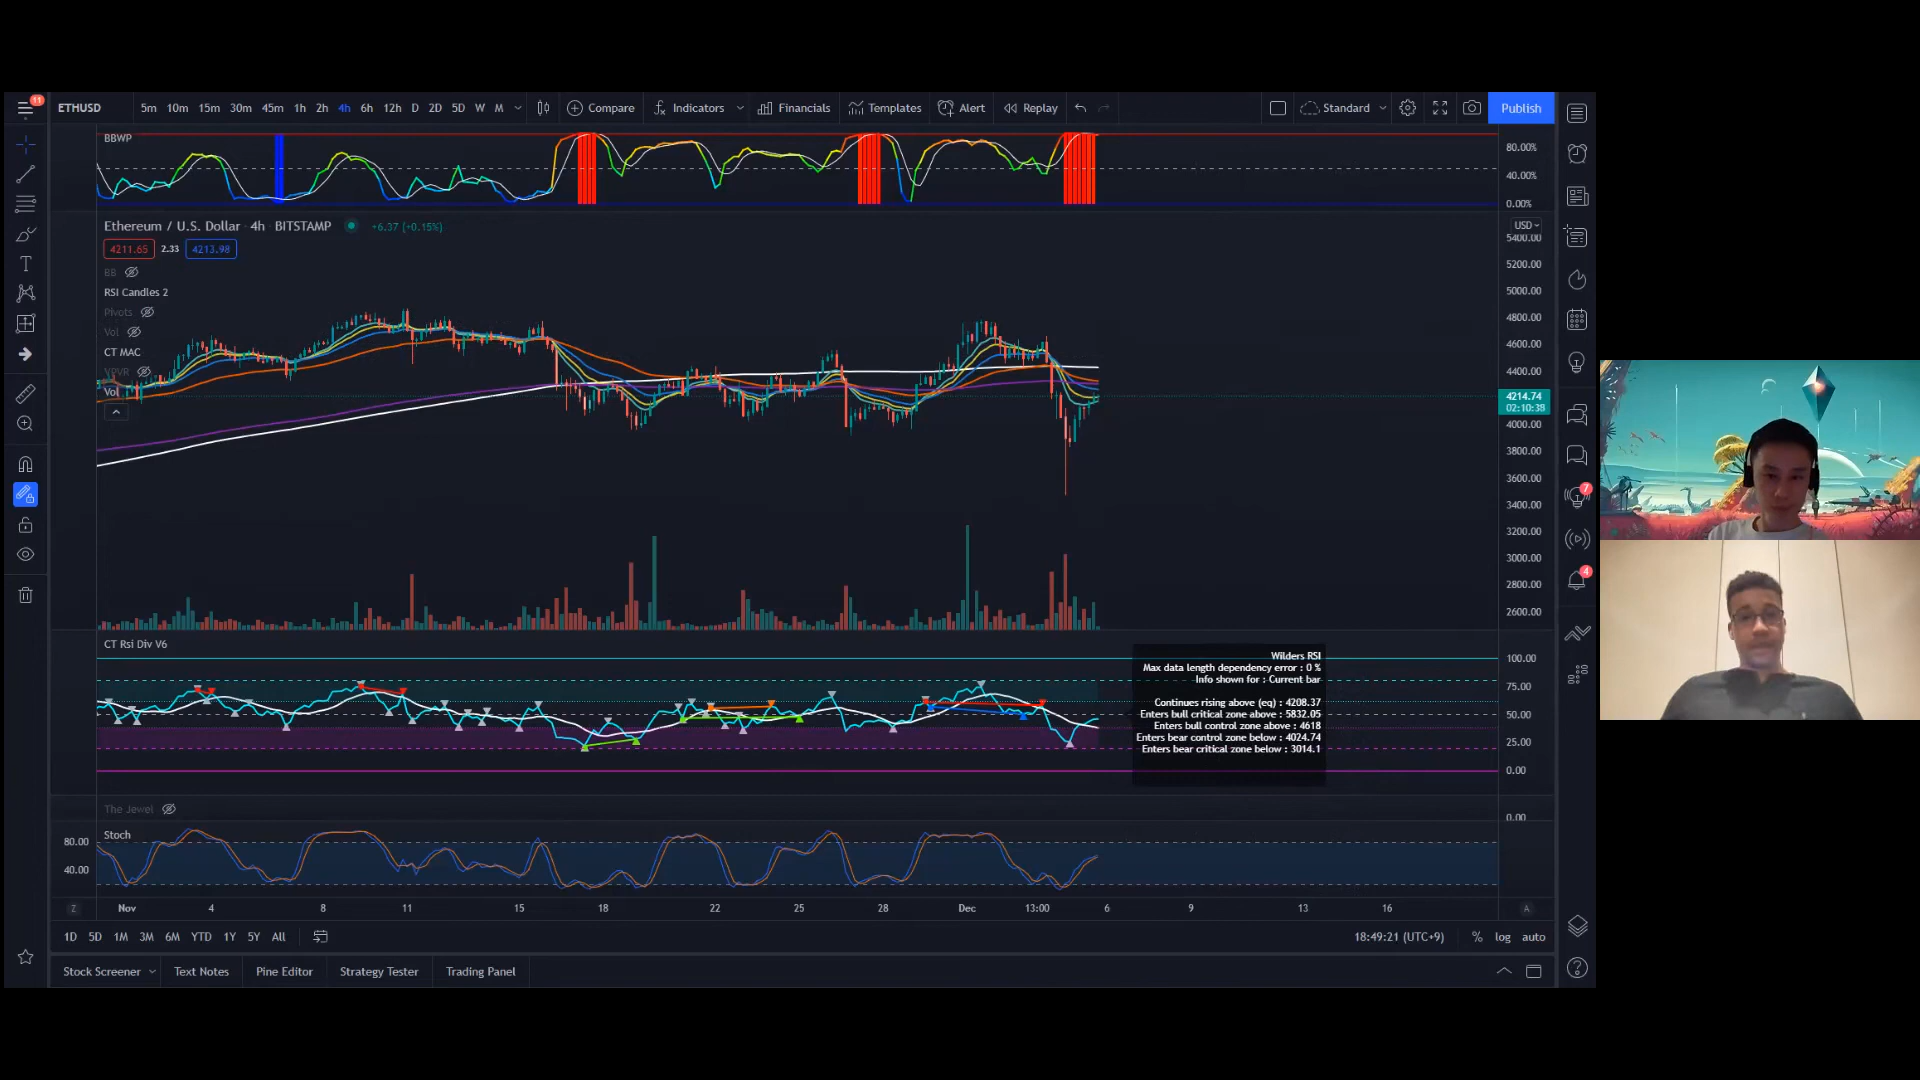 11
ETHUSD 5m 10m 15m 30m 45m 1h 2h 4h 6h 12h D 2D 5D W M Compare Indicators Financials Templates Alert Replay Standard Publish
BBWP
80.00%
40.00%
0.00%
Ethereum / U.S. Dollar · 4h · BITSTAMP +6.37 (+0.15%)
USD
4211.65 2.33 4213.98
BB
RSI Candles 2
Pivots
Vol
CT MAC
VPVR
Vol
5400.00
5200.00
5000.00
4800.00
4600.00
4400.00
4214.74
02:10:38
4000.00
3800.00
3600.00
3400.00
3200.00
3000.00
2800.00
2600.00
7
4
CT Rsi Div V6
Wilders RSI
Max data length dependency error : 0 %
Info shown for : Current bar
Continues rising above (eq) : 4208.37
Enters bull critical zone above : 5832.05
Enters bull control zone above : 4618
Enters bear control zone below : 4024.74
Enters bear critical zone below : 3014.1
100.00
75.00
50.00
25.00
0.00
The Jewel
0.00
Stoch
80.00
40.00
Z Nov 4 8 11 15 18 22 25 28 Dec 13:00 6 9 13 16 A
1D 5D 1M 3M 6M YTD 1Y 5Y All 18:49:21 (UTC+9) % log auto
Stock Screener Text Notes Pine Editor Strategy Tester Trading Panel